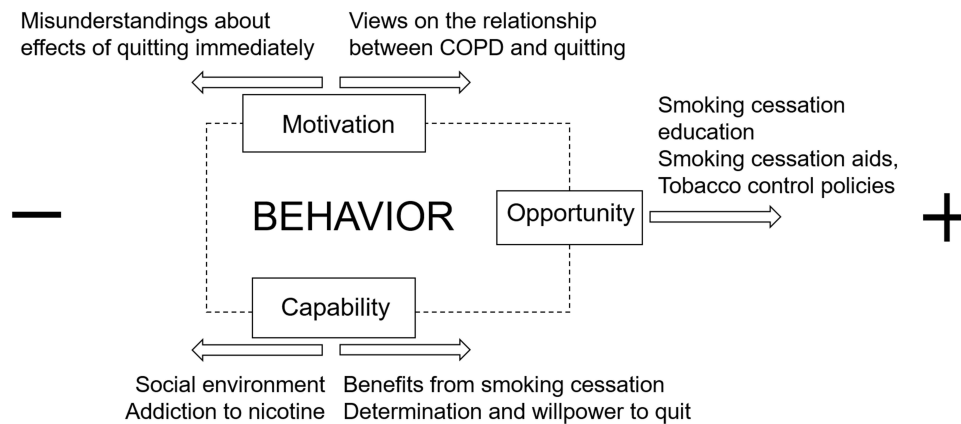 Misunderstandings about
effects of quitting immediately
Views on the relationship
between COPD and quitting
Motivation
Smoking cessation
education
Smoking cessation aids,
Tobacco control policies
—
BEHAVIOR
Opportunity
+
Capability
Social environment
Addiction to nicotine
Benefits from smoking cessation
Determination and willpower to quit